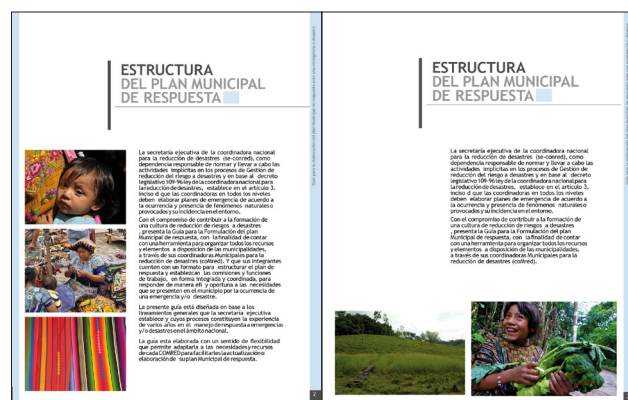 ESTRUCTURA
DEL PLAN MUNICIPAL
DE RESPUESTA
La secretaría ejecutiva de la coordinadora nacional
para la reducción de desastres (se-conred), como
dependencia responsable de normar y llevar a cabo las
actividades implícitas en los procesos de Gestión de
reducción del riesgo a desastres y en base al decreto
legislativo 109-96 ley de la coordinadora nacional para
la reducción de desastres, establece en el artículo 3,
inciso d que las coordinadoras en todos los niveles
deben elaborar planes de emergencia de acuerdo a
la ocurrencia y presencia de fenómenos naturales o
provocados y su incidencia en el entorno.
Con el compromiso de contribuir a la formación de
una cultura de reducción de riesgos a desastres
, presenta la Guía para la Formulación del plan
Municipal de respuesta, con la finalidad de contar
con una herramienta para organizar todos los recursos
y elementos a disposición de las municipalidades,
a través de sus coordinadoras Municipales para la
reducción de desastres (coMred). Y que sus integrantes
cuenten con un formato para estructurar el plan de
respuesta y establezcan las comisiones y funciones
de trabajo, en forma integrada y coordinada, para
responder de manera efi y oportuna a las necesidades
que se presenten en el municipio por la ocurrencia de
una emergencia y/o desastre.
La presente guía está diseñada en base a los
lineamientos generales que la secretaría ejecutiva
establece y cuyos procesos constituyen la experiencia
de varios años en el manejo de respuesta a emergencias
y/o desastres en el ámbito nacional.
La guía esta elaborada con un sentido de flexibilidad
que permite adaptarla a las necesidades y recursos
de cada COMRED para facilitarles la actualización o
elaboración de su plan Municipal de respuesta.
2
ESTRUCTURA
DEL PLAN MUNICIPAL
DE RESPUESTA
La secretaría ejecutiva de la coordinadora nacional
para la reducción de desastres (se-conred), como
dependencia responsable de normar y llevar a cabo las
actividades implícitas en los procesos de Gestión de
reducción del riesgo a desastres y en base al decreto
legislativo 109-96 ley de la coordinadora nacional para
la reducción de desastres, establece en el artículo 3,
inciso d que las coordinadoras en todos los niveles
deben elaborar planes de emergencia de acuerdo a
la ocurrencia y presencia de fenómenos naturales o
provocados y su incidencia en el entorno.
Con el compromiso de contribuir a la formación de
una cultura de reducción de riesgos a desastres
, presenta la Guía para la Formulación del plan
Municipal de respuesta, con la finalidad de contar
con una herramienta para organizar todos los recursos
y elementos a disposición de las municipalidades,
a través de sus coordinadoras Municipales para la
reducción de desastres (coMred).